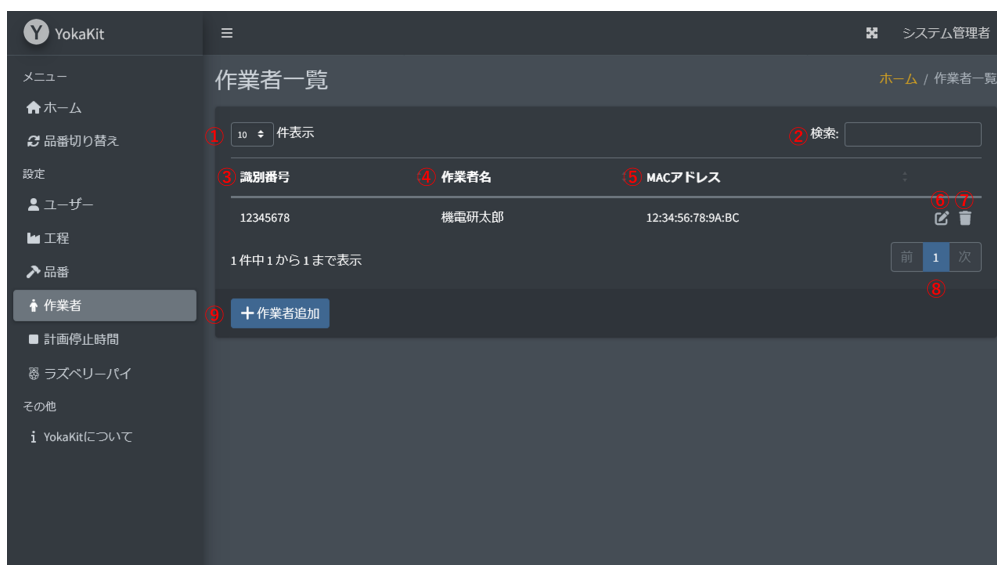 Y YokaKit
システム管理者
メニュー
ホーム
品番切り替え
設定
ユーザー
工程
品番
作業者
計画停止時間
ラズベリーパイ
その他
YokaKitについて
作業者一覧
ホーム / 作業者一覧
① 10 件表示
② 検索:
③ 識別番号 ④ 作業者名 ⑤ MACアドレス
⑥ ⑦
12345678 機電研太郎 12:34:56:78:9A:BC
1 件中 1 から 1 まで表示
前 1 次
⑧
⑨ 作業者追加